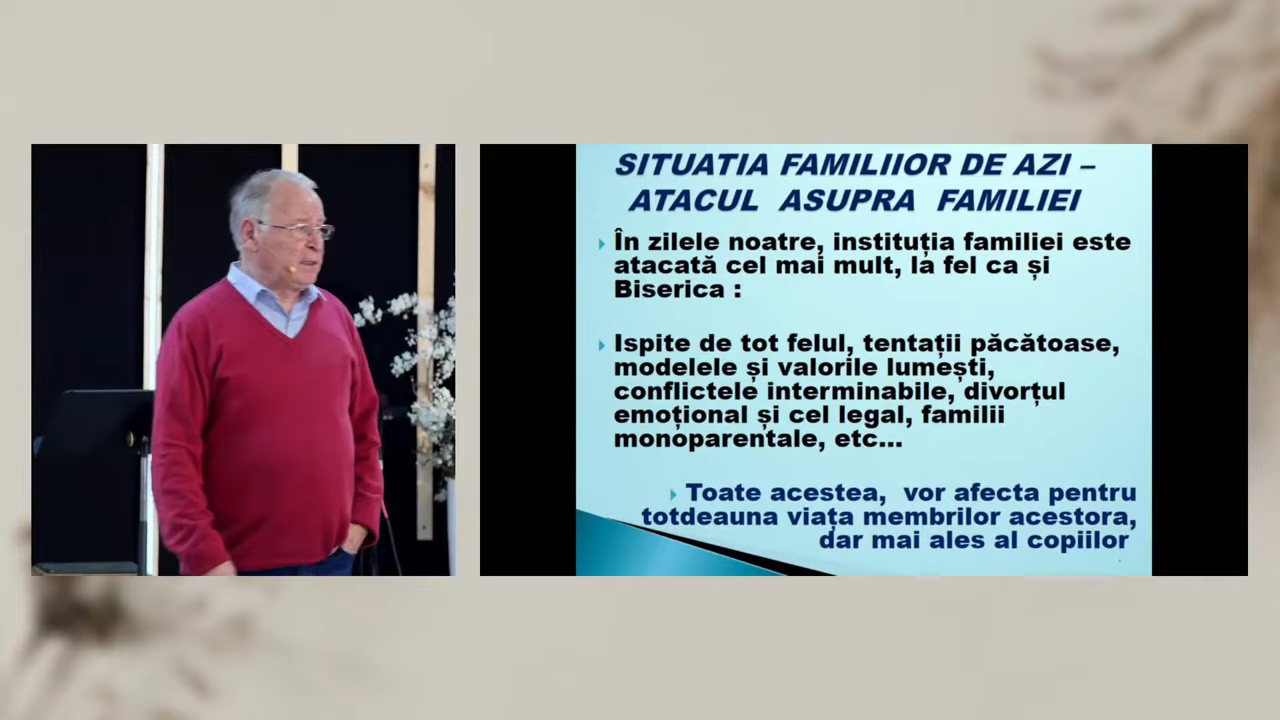 SITUATIA FAMILIIOR DE AZI –
ATACUL ASUPRA FAMILIEI
În zilele noatre, instituția familiei este
atacată cel mai mult, la fel ca și
Biserica :
Ispite de tot felul, tentații păcătoase,
modelele și valorile lumești,
conflictele interminabile, divorțul
emoțional și cel legal, familii
monoparentale, etc...
Toate acestea, vor afecta pentru
totdeauna viața membrilor acestora,
dar mai ales al copiilor